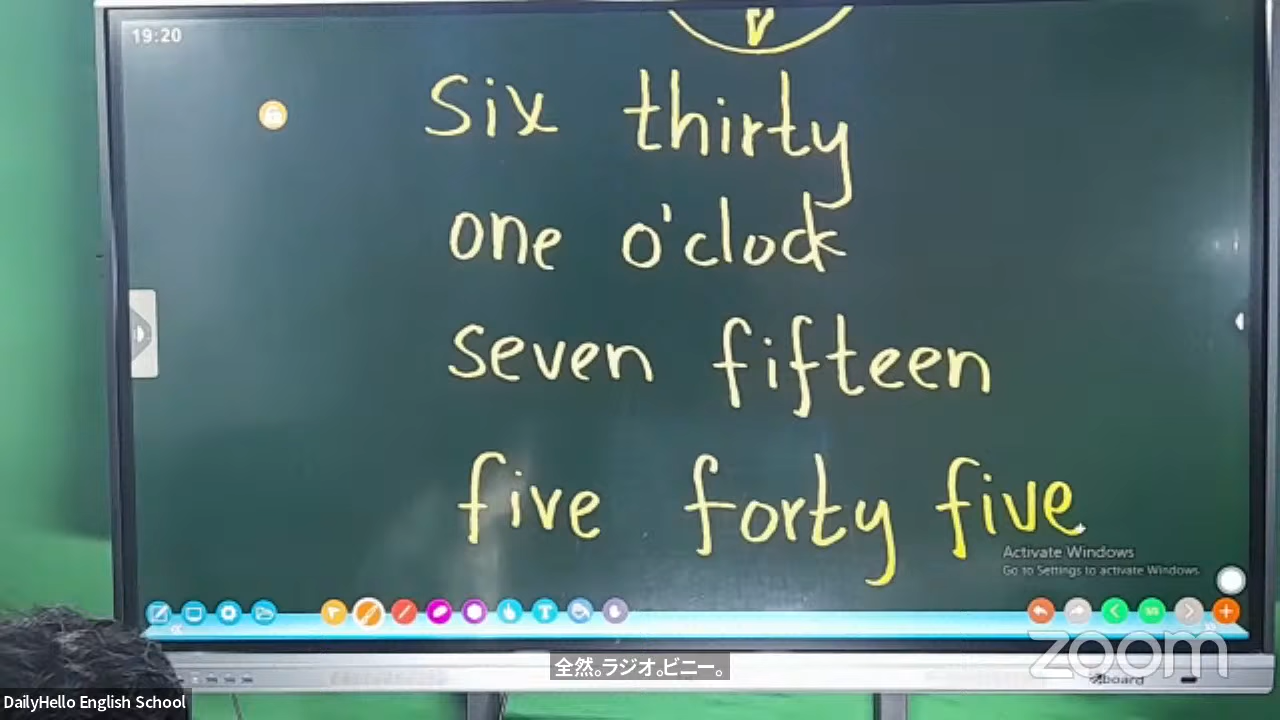 19:20
six thirty
one o'clock
seven fifteen
five forty five
Activate Windows
Go to Settings to activate Windows.
zoom
board
全然。ラジオ。ビニー。
DailyHello English School